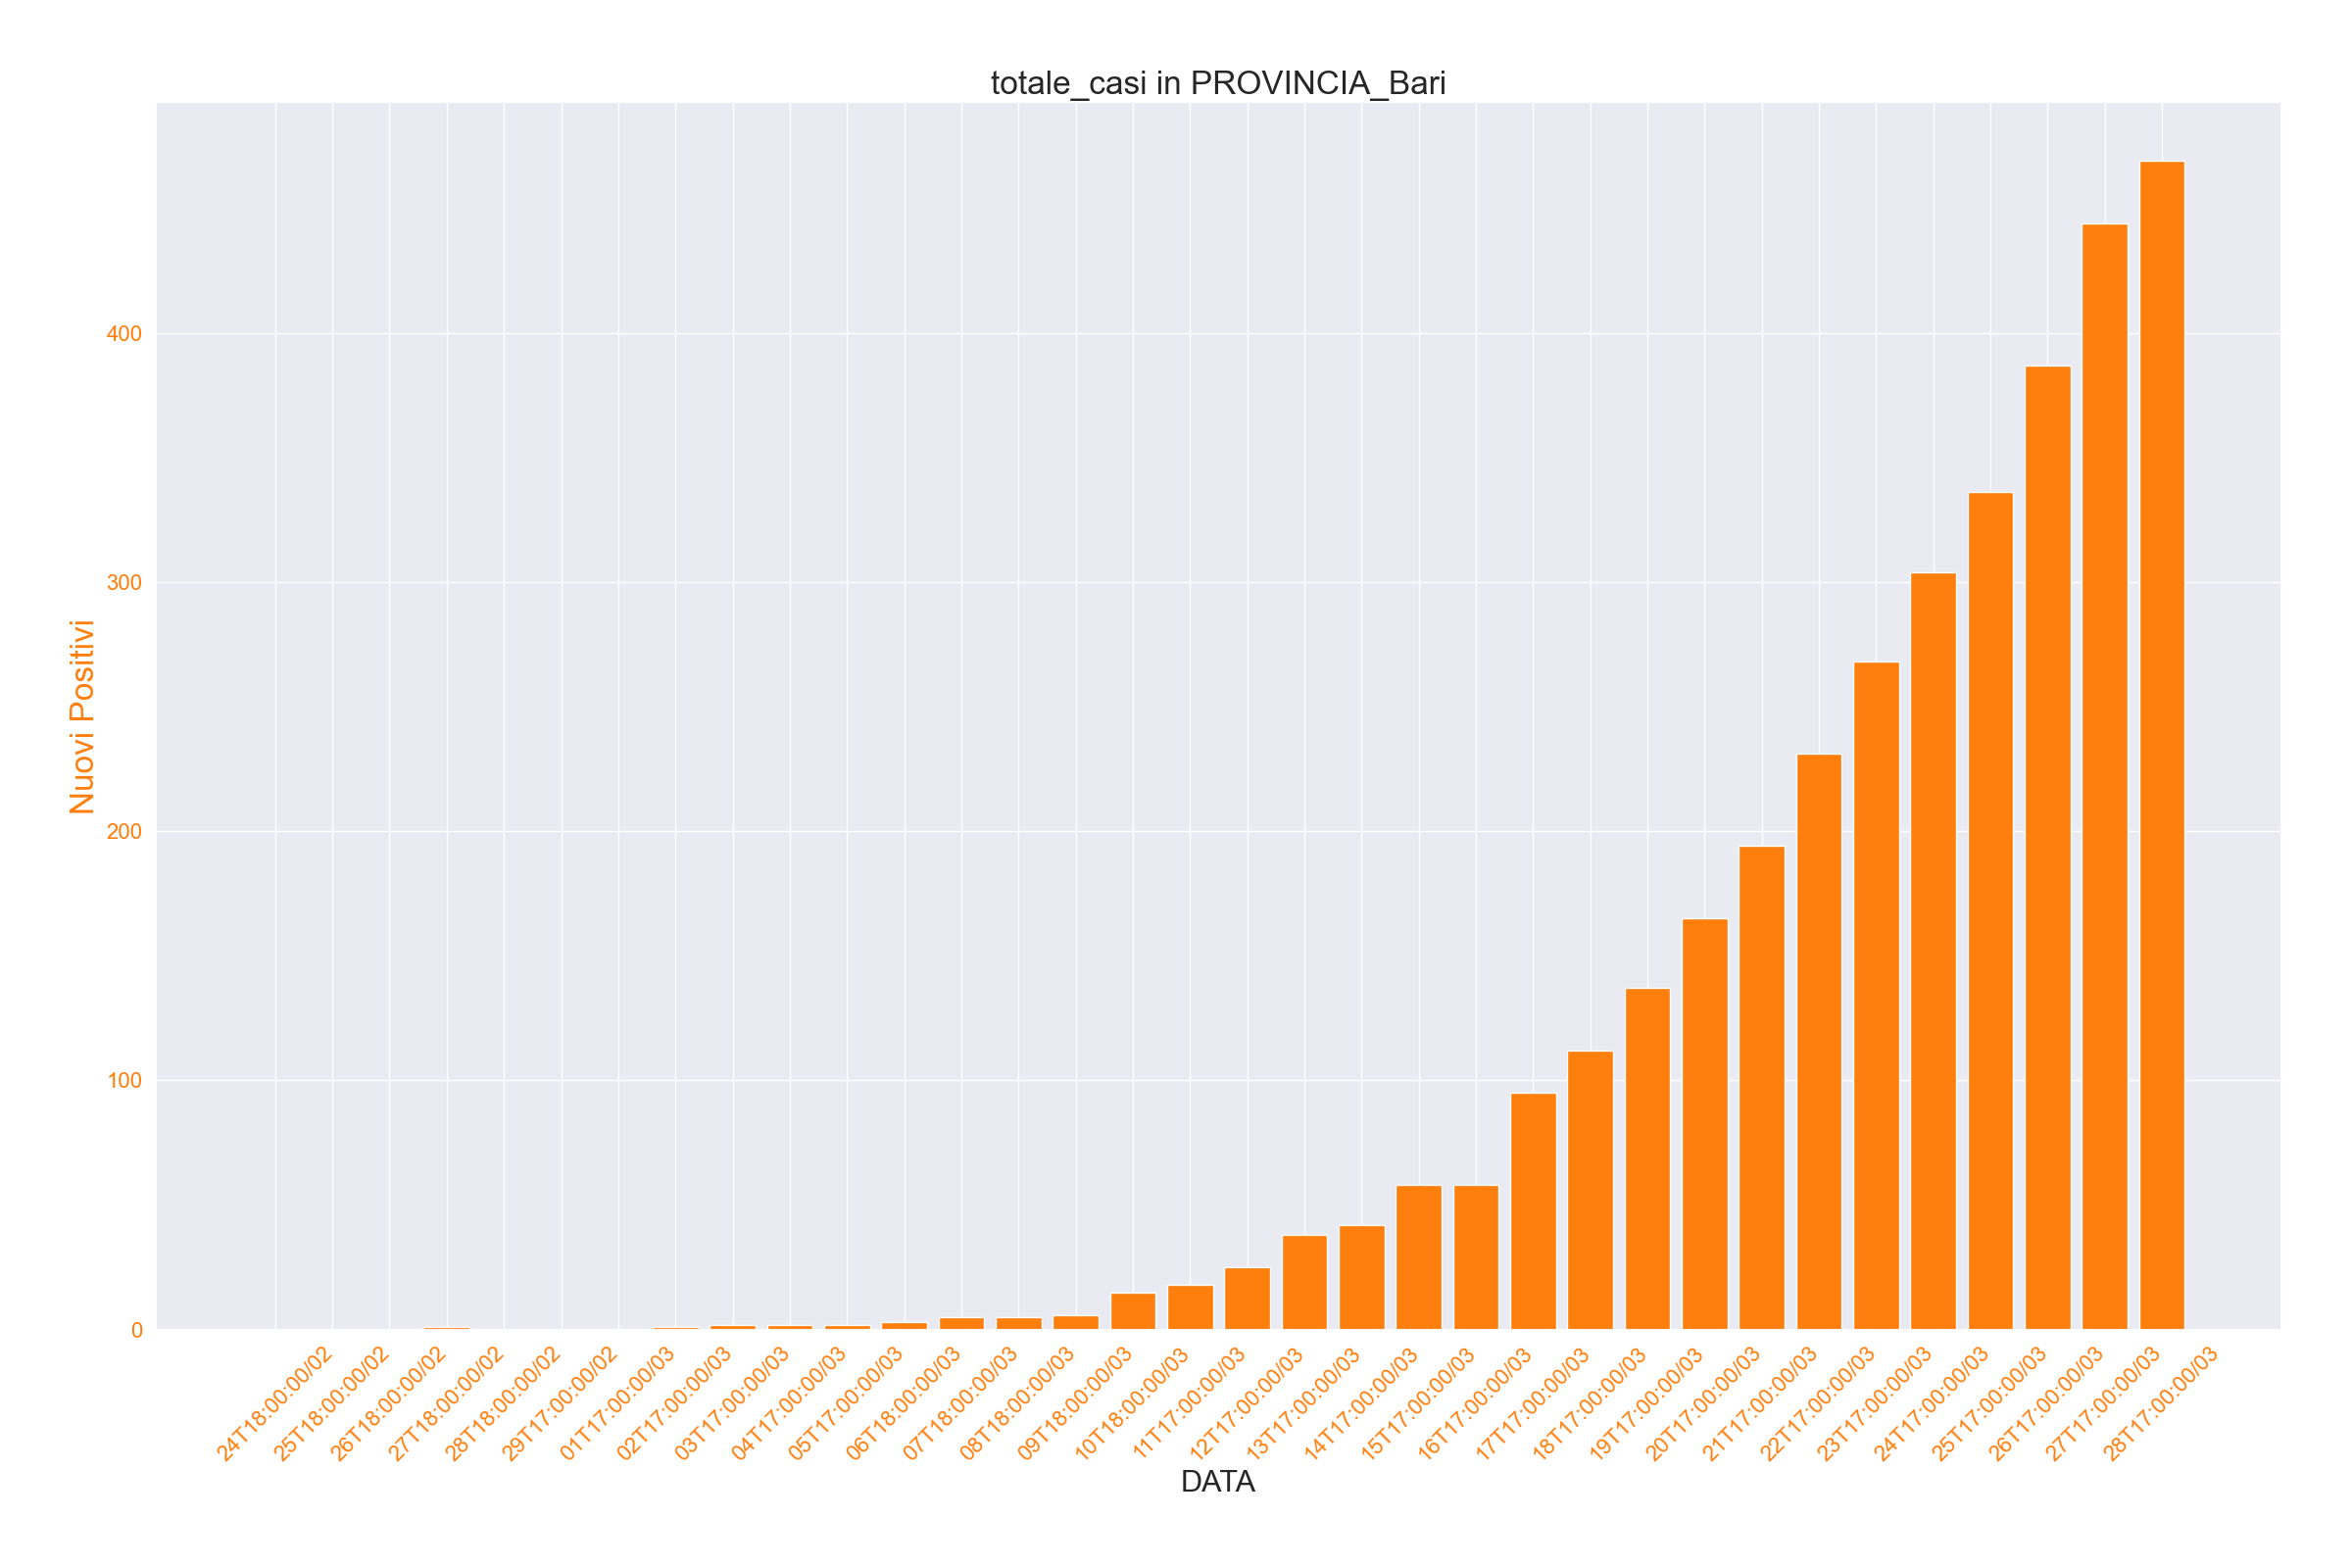 totale_casi in PROVINCIA_Bari
Nuovi Positivi
400
300
200
100
0
24T18:00:00/02
25T18:00:00/02
26T18:00:00/02
27T18:00:00/02
28T18:00:00/02
29T17:00:00/02
01T17:00:00/03
02T17:00:00/03
03T17:00:00/03
04T17:00:00/03
05T17:00:00/03
06T18:00:00/03
07T18:00:00/03
08T18:00:00/03
09T18:00:00/03
10T18:00:00/03
11T17:00:00/03
12T17:00:00/03
13T17:00:00/03
14T17:00:00/03
15T17:00:00/03
16T17:00:00/03
17T17:00:00/03
18T17:00:00/03
19T17:00:00/03
20T17:00:00/03
21T17:00:00/03
22T17:00:00/03
23T17:00:00/03
24T17:00:00/03
25T17:00:00/03
26T17:00:00/03
27T17:00:00/03
28T17:00:00/03
DATA